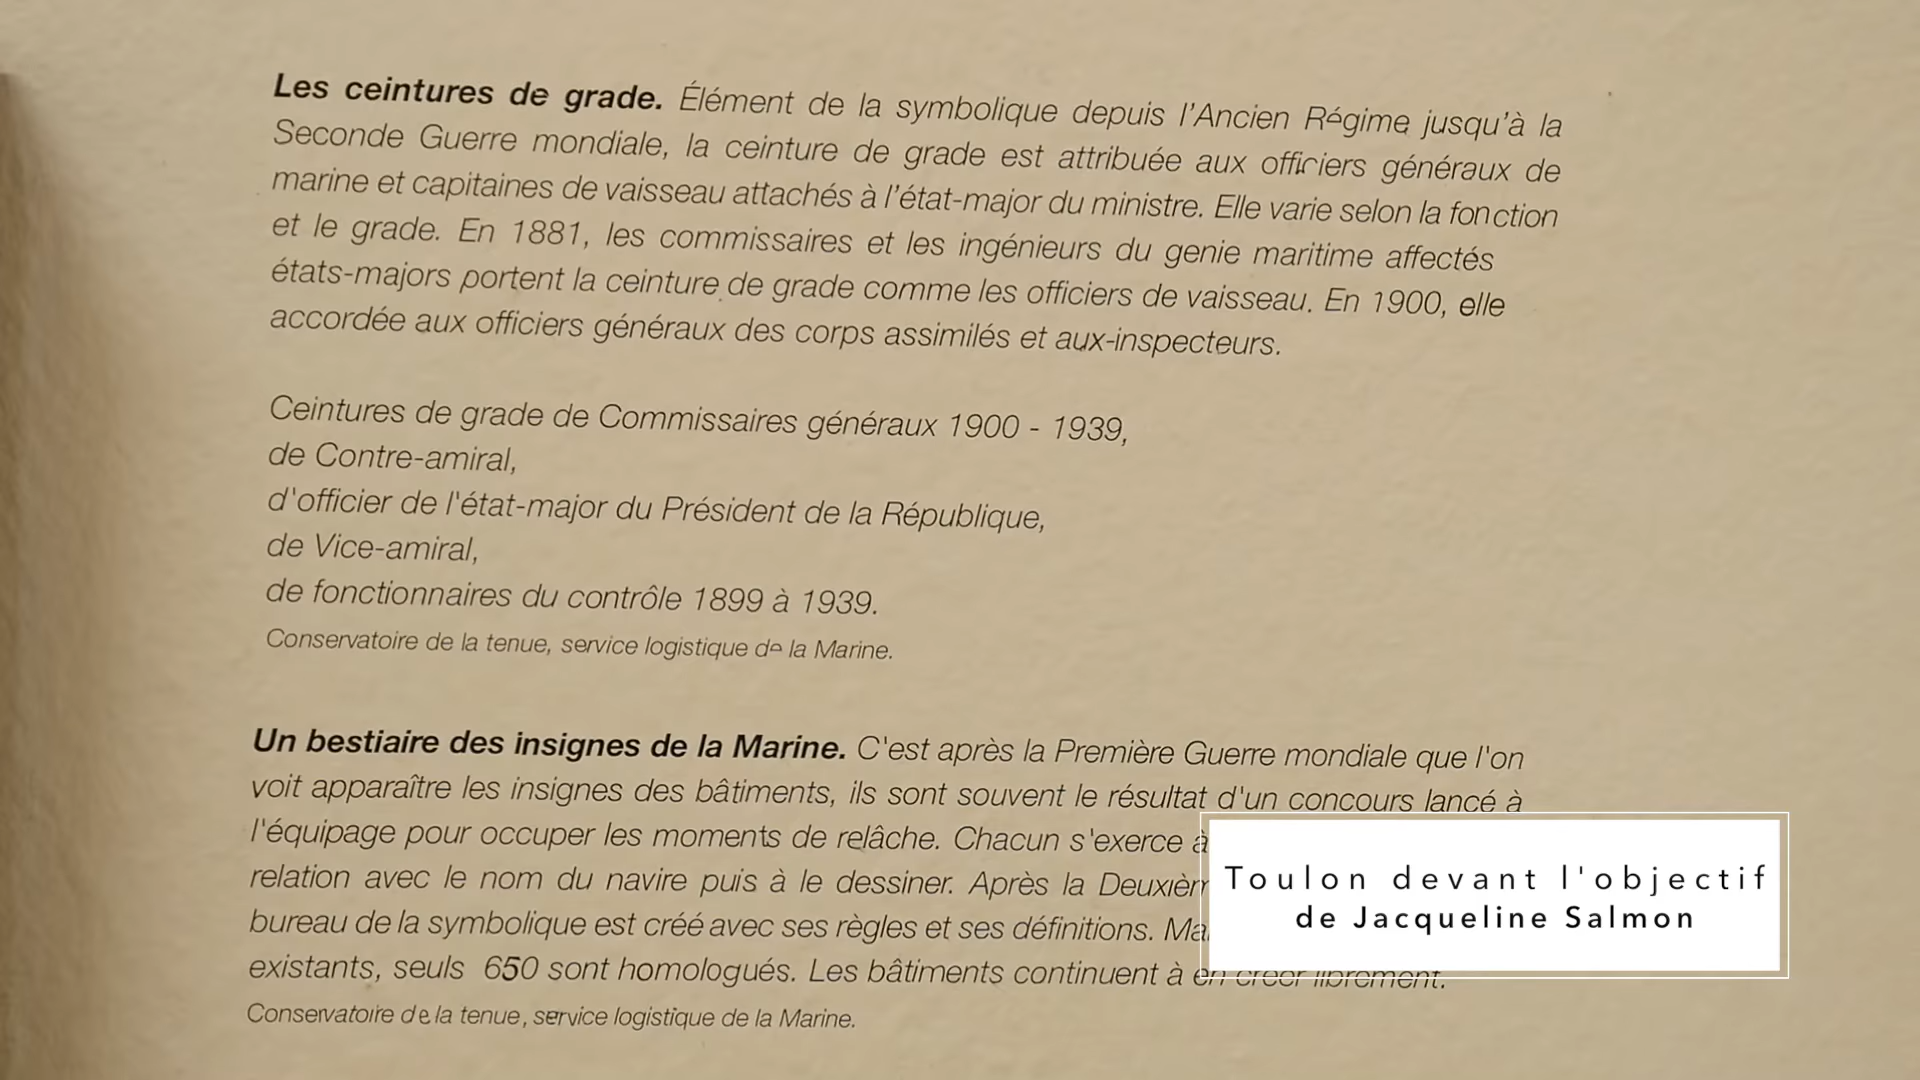 Les ceintures de grade. Élément de la symbolique depuis l'Ancien Régime jusqu'à la
Seconde Guerre mondiale, la ceinture de grade est attribuée aux officiers généraux de
marine et capitaines de vaisseau attachés à l'état-major du ministre. Elle varie selon la fonction
et le grade. En 1881, les commissaires et les ingénieurs du genie maritime affectés
états-majors portent la ceinture de grade comme les officiers de vaisseau. En 1900, elle
accordée aux officiers généraux des corps assimilés et aux-inspecteurs.
Ceintures de grade de Commissaires généraux 1900 - 1939,
de Contre-amiral,
d'officier de l'état-major du Président de la République,
de Vice-amiral,
de fonctionnaires du contrôle 1899 à 1939.
Conservatoire de la tenue, service logistique de la Marine.
Un bestiaire des insignes de la Marine. C'est après la Première Guerre mondiale que l'on
voit apparaître les insignes des bâtiments, ils sont souvent le résultat d'un concours lancé à
l'équipage pour occuper les moments de relâche. Chacun s'exerce à
relation avec le nom du navire puis à le dessiner. Après la
bureau de la symbolique est créé avec ses règles et ses définitions.
existants, seuls 650 sont homologués. Les bâtiments continuent à en créer librement.
Conservatoire de la tenue, service logistique de la Marine.
Toulon devant l'objectif
de Jacqueline Salmon